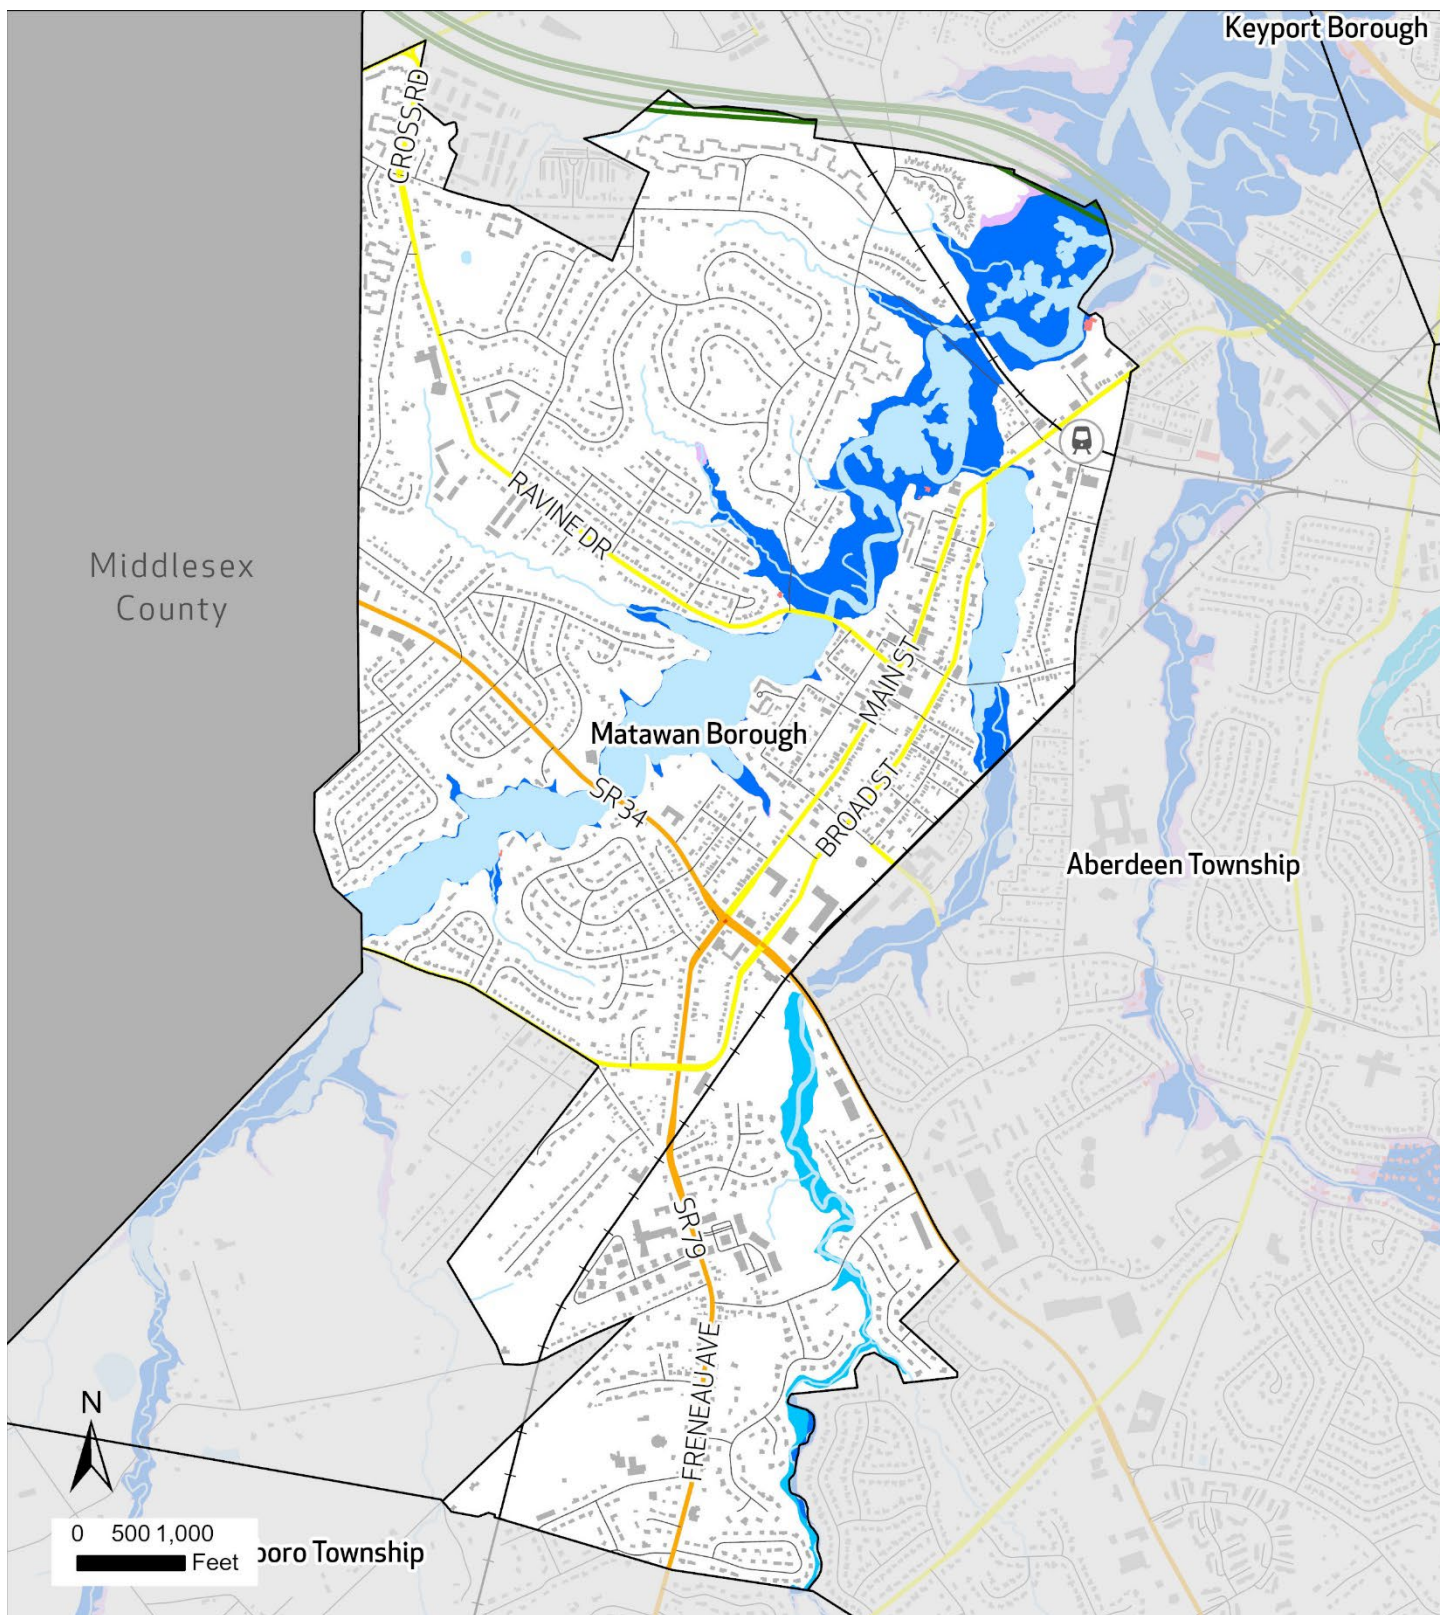 Keyport Borough
CROSS RD
RAVINE DR
Middlesex
County
MAIN ST
Matawan Borough
SR 34
BROAD ST
Aberdeen Township
SR 79
FRENEAU AVE
N
0 500 1,000
Feet
boro Township